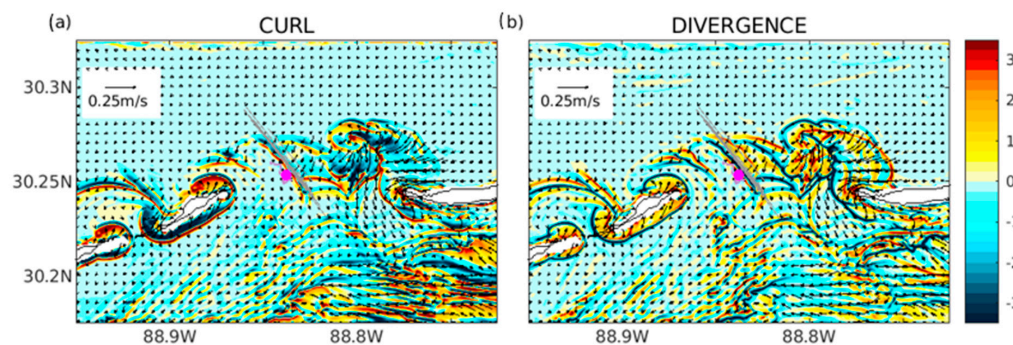 (a) CURL
(b) DIVERGENCE
30.3N
0.25m/s
0.25m/s
30.25N
30.2N
88.9W 88.8W
88.9W 88.8W
3
2
1
0